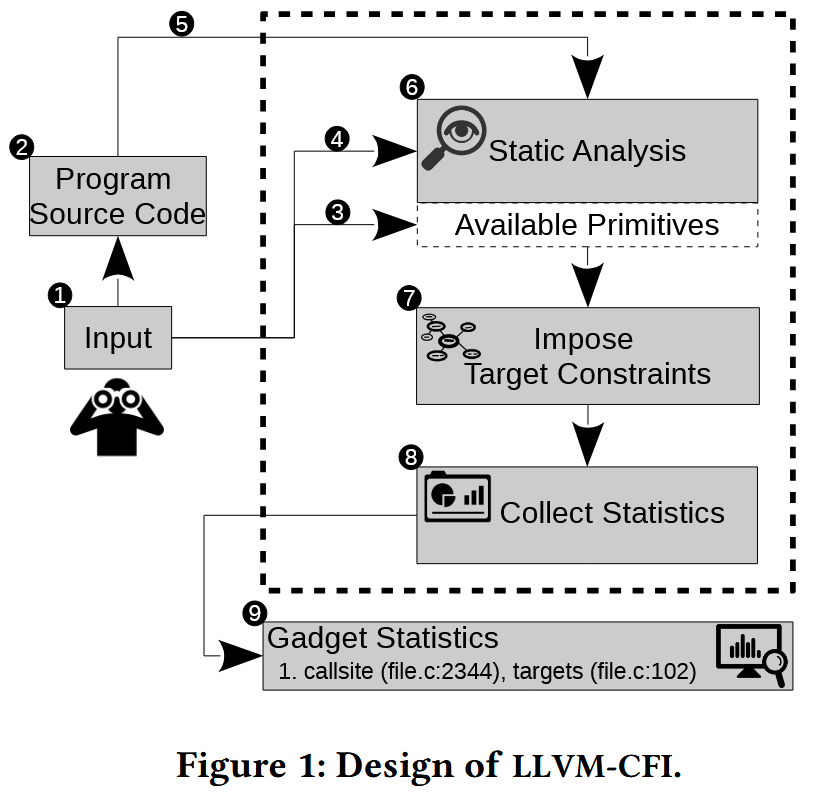 5
6
4
Static Analysis
2
Program
Source Code
3
Available Primitives
1
Input
7
Impose
Target Constraints
8
Collect Statistics
9
Gadget Statistics
1. callsite (file.c:2344), targets (file.c:102)
Figure 1: Design of LLVM-CFI.